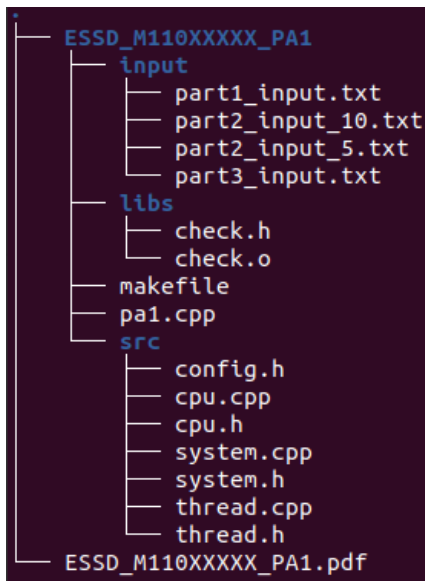 .
ESSD_M110XXXXX_PA1
input
part1_input.txt
part2_input_10.txt
part2_input_5.txt
part3_input.txt
libs
check.h
check.o
makefile
pa1.cpp
src
config.h
cpu.cpp
cpu.h
system.cpp
system.h
thread.cpp
thread.h
ESSD_M110XXXXX_PA1.pdf